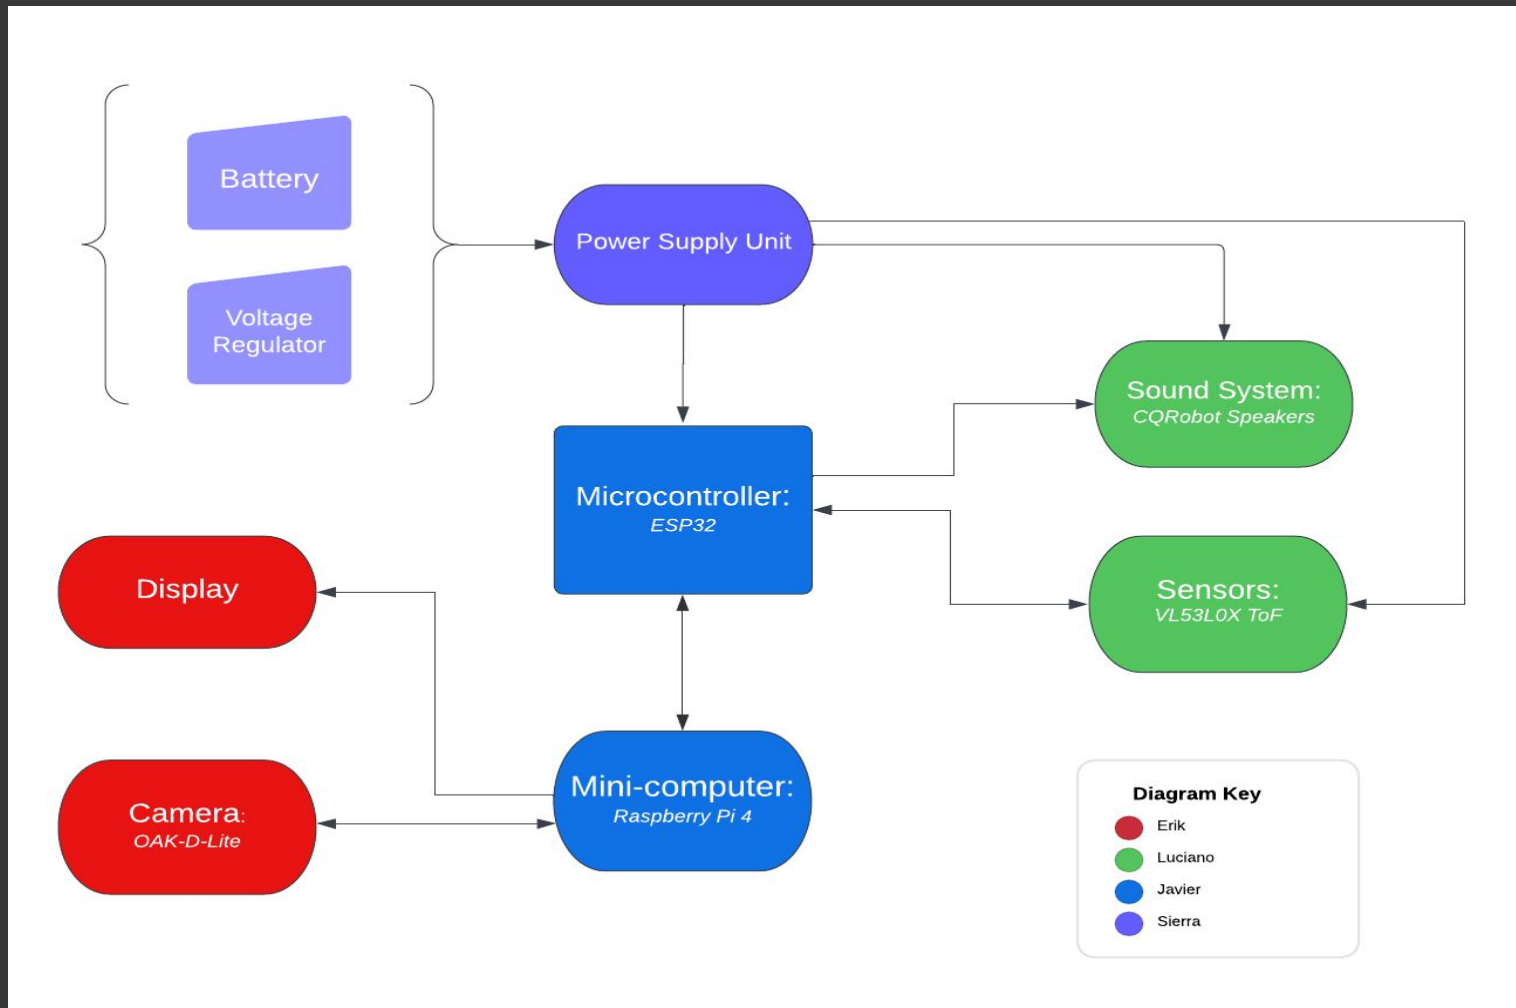 Battery
Voltage
Regulator
Power Supply Unit
Sound System:
CQRobot Speakers
Microcontroller:
ESP32
Sensors:
VL53L0X ToF
Display
Mini-computer:
Raspberry Pi 4
Camera:
OAK-D-Lite
Diagram Key
Erik
Luciano
Javier
Sierra